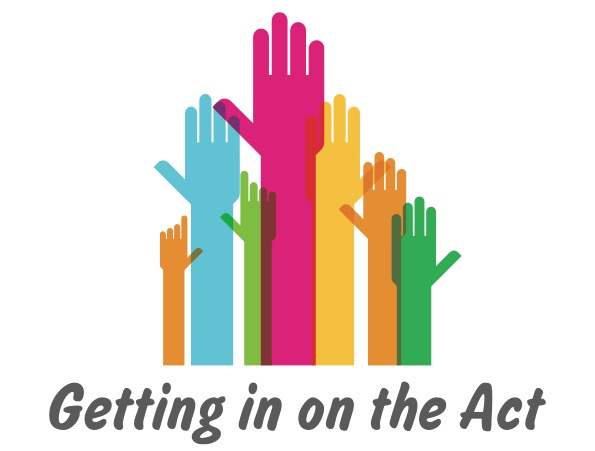 Getting in on the Act